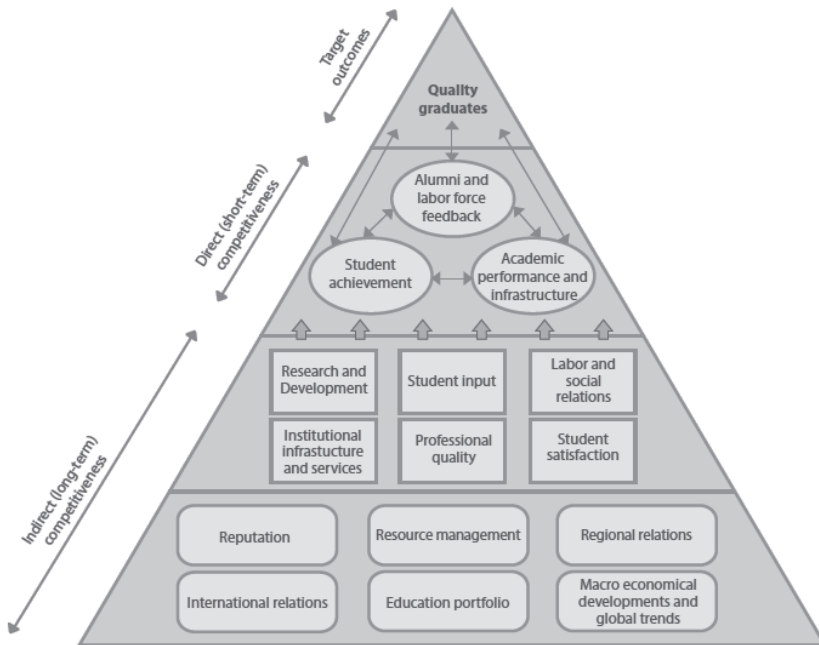 Target
outcomes
Quality
graduates
Direct (short-term)
competitiveness
Alumni and
labor force
feedback
Student
achievement
Academic
performance and
infrastructure
Indirect (long-term)
competitiveness
Research and
Development
Student input
Labor and
social
relations
Institutional
infrastucture
and services
Professional
quality
Student
satisfaction
Reputation
Resource management
Regional relations
International relations
Education portfolio
Macro economical
developments and
global trends